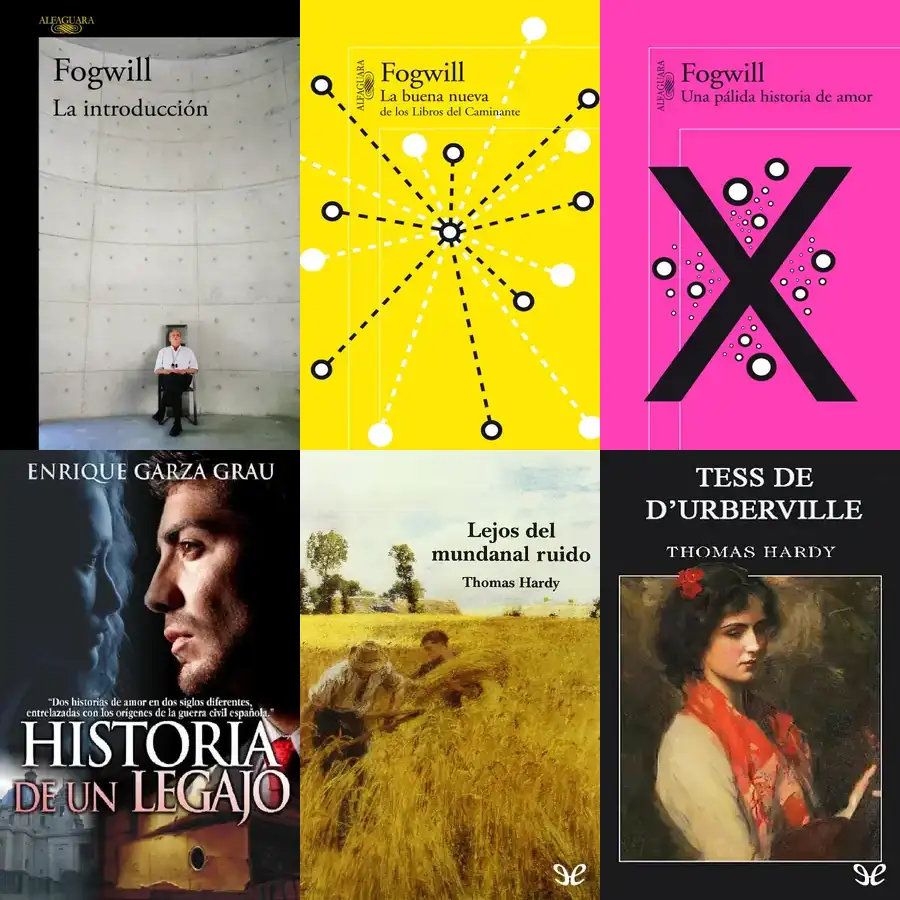 ALFAGUARA
Fogwill
La introducción
ALFAGUARA
Fogwill
La buena nueva
de los Libros del Caminante
ALFAGUARA
Fogwill
Una pálida historia de amor
X
ENRIQUE GARZA GRAU
“Dos historias de amor en dos siglos diferentes,
entrelazadas con los orígenes de la guerra civil española.”
HISTORIA
DE UN LEGAJO
Lejos del
mundanal ruido
Thomas Hardy
TESS DE
D’URBERVILLE
THOMAS HARDY